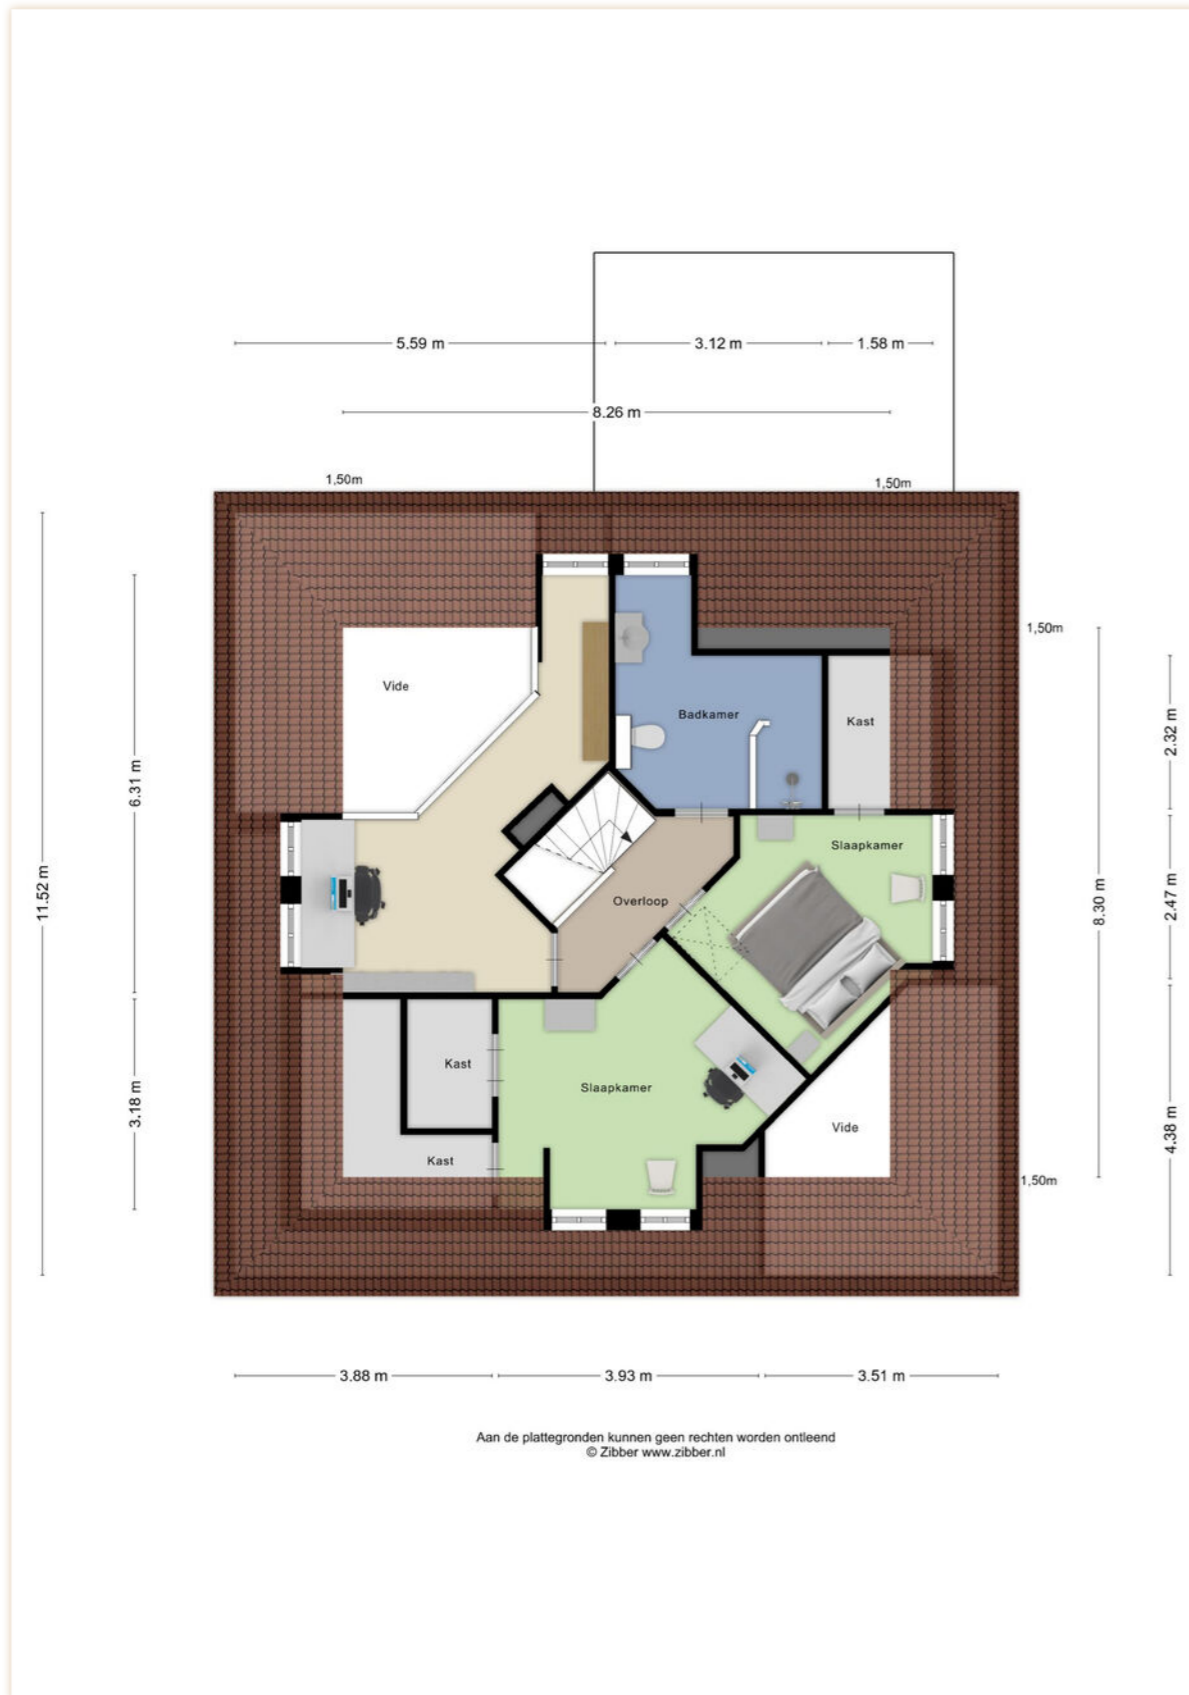 5.59 m
3.12 m
1.58 m
8.26 m
1,50m
1,50m
1,50m
Vide
Badkamer
Kast
2.32 m
6.31 m
Slaapkamer
11.52 m
Overloop
8.30 m
2.47 m
Kast
Slaapkamer
3.18 m
Vide
4.38 m
Kast
1,50m
3.88 m
3.93 m
3.51 m
Aan de plattegronden kunnen geen rechten worden ontleend
© Zibber www.zibber.nl